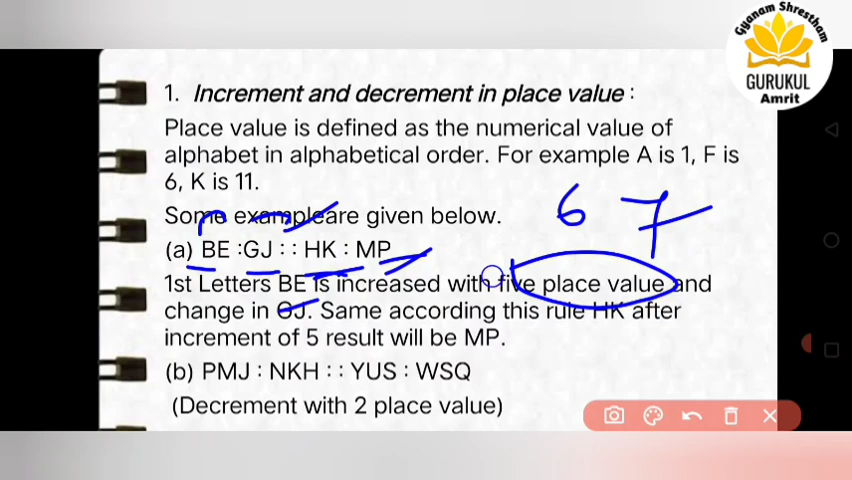 Gyanam Shrestham
GURUKUL
Amrit
1. Increment and decrement in place value :
Place value is defined as the numerical value of
alphabet in alphabetical order. For example A is 1, F is
6, K is 11.
Some example are given below.
6 7
(a) BE :GJ : : HK : MP
1st Letters BE is increased with five place value and
change in GJ. Same according this rule HK after
increment of 5 result will be MP.
(b) PMJ : NKH : : YUS : WSQ
(Decrement with 2 place value)